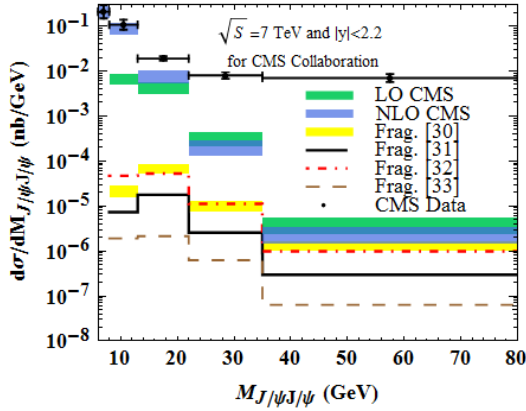 √S =7 TeV and |y|<2.2
for CMS Collaboration
LO CMS
NLO CMS
Frag. [30]
Frag. [31]
Frag. [32]
Frag. [33]
CMS Data
10⁻¹
10⁻²
10⁻³
10⁻⁴
10⁻⁵
10⁻⁶
10⁻⁷
10⁻⁸
dσ/dM_{J/ψJ/ψ} (nb/GeV)
10 20 30 40 50 60 70 80
M_{J/ψJ/ψ} (GeV)